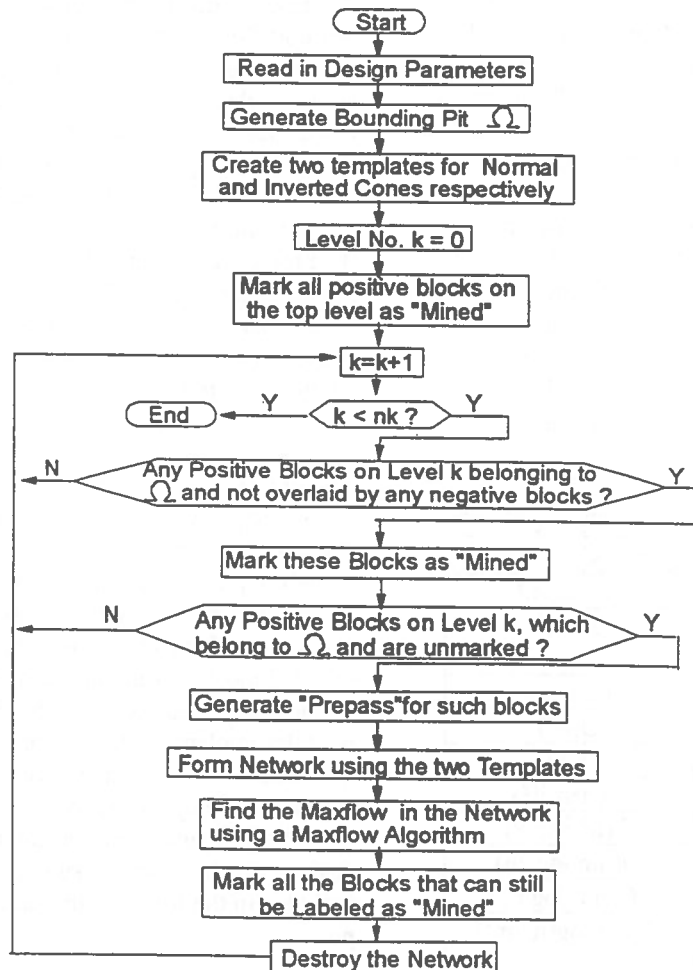 Start
Read in Design Parameters
Generate Bounding Pit Ω
Create two templates for Normal
and Inverted Cones respectively
Level No. k = 0
Mark all positive blocks on
the top level as "Mined"
k=k+1
End
Y
k < nk ?
Y
N
Any Positive Blocks on Level k belonging to
Ω and not overlaid by any negative blocks ?
Y
Mark these Blocks as "Mined"
N
Any Positive Blocks on Level k, which
belong to Ω and are unmarked ?
Y
Generate "Prepass"for such blocks
Form Network using the two Templates
Find the Maxflow in the Network
using a Maxflow Algorithm
Mark all the Blocks that can still
be Labeled as "Mined"
Destroy the Network